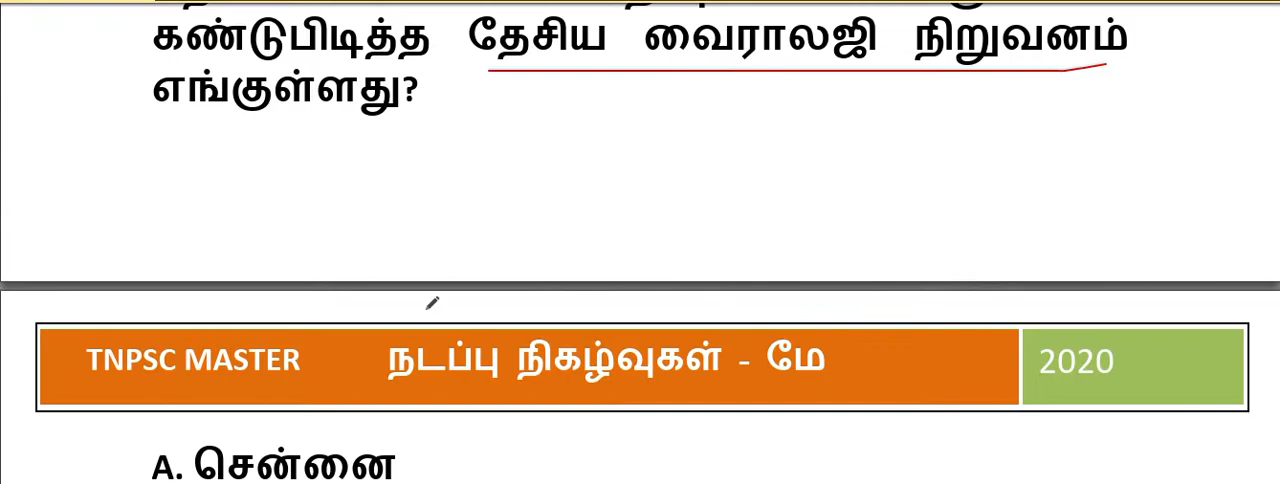 கண்டுபிடித்த தேசிய வைராலஜி நிறுவனம்
எங்குள்ளது?
TNPSC MASTER நடப்பு நிகழ்வுகள் - மே 2020
A. சென்னை